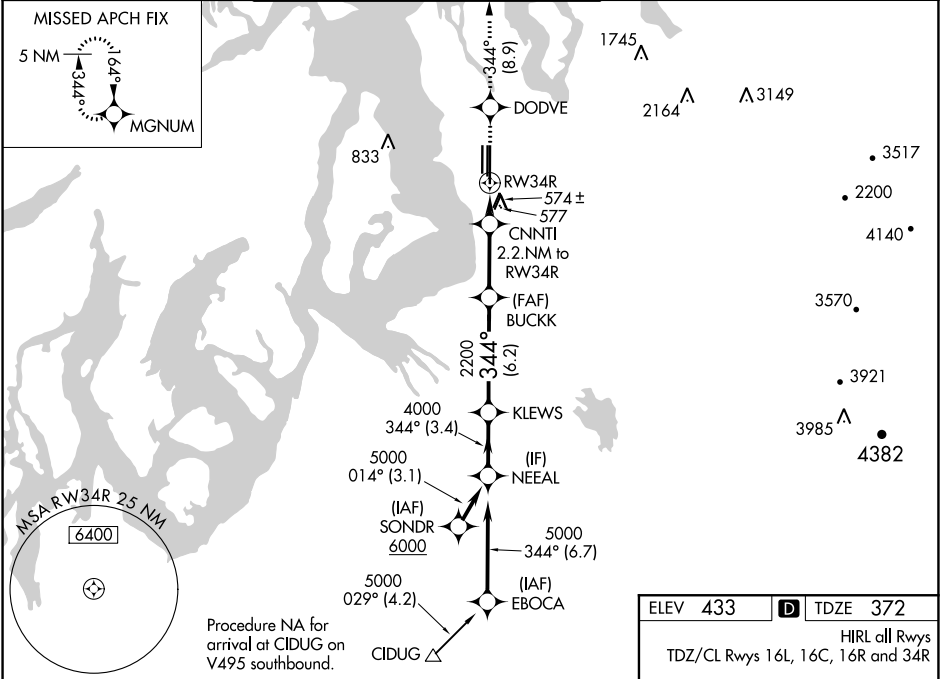 MISSED APCH FIX
5 NM
344°
164°
MGNUM
344°
(8.9)
DODVE
1745
2164
3149
833
3517
2200
4140
RW34R
574 ±
577
CNNTI
2.2.NM to
RW34R
(FAF)
BUCKK
3570
2200
344°
(6.2)
3921
3985
4382
KLEWS
4000
344° (3.4)
5000
014° (3.1)
(IF)
NEEAL
(IAF)
SONDR
6000
5000
344° (6.7)
MSA RW34R 25 NM
6400
5000
029° (4.2)
(IAF)
EBOCA
CIDUG
Procedure NA for
arrival at CIDUG on
V495 southbound.
ELEV 433 D TDZE 372
HIRL all Rwys
TDZ/CL Rwys 16L, 16C, 16R and 34R